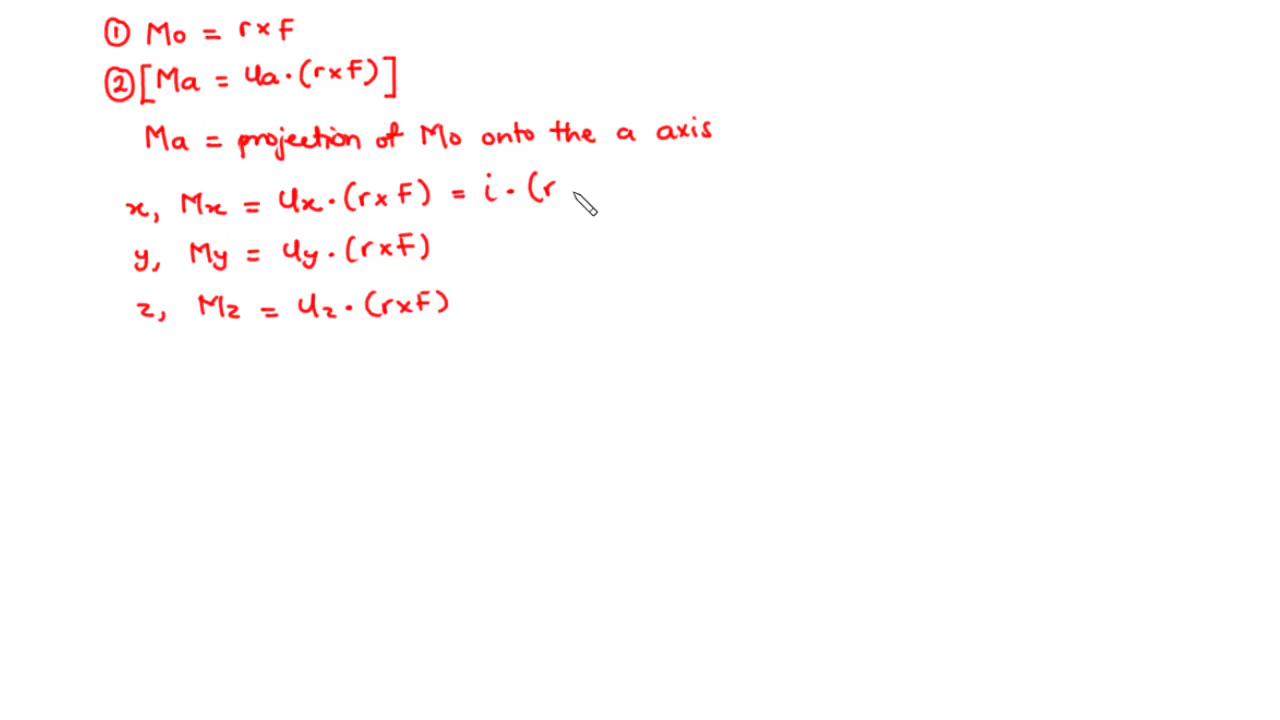 ① Mo = r×F
② [Ma = ua·(r×F)]
Ma = projection of Mo onto the a axis
x, Mx = ux·(r×F) = i·(r
y, My = uy·(r×F)
z, Mz = uz·(r×F)